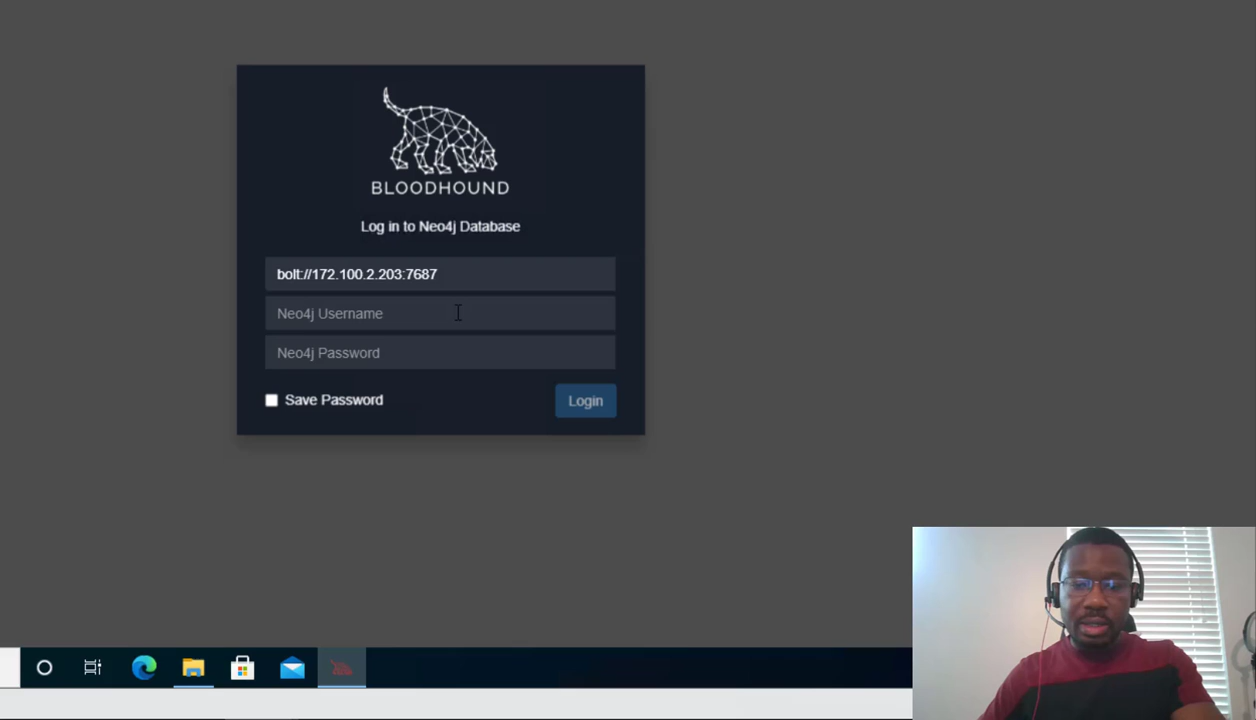 BLOODHOUND
Log in to Neo4j Database
bolt://172.100.2.203:7687
Neo4j Username
Neo4j Password
Save Password
Login